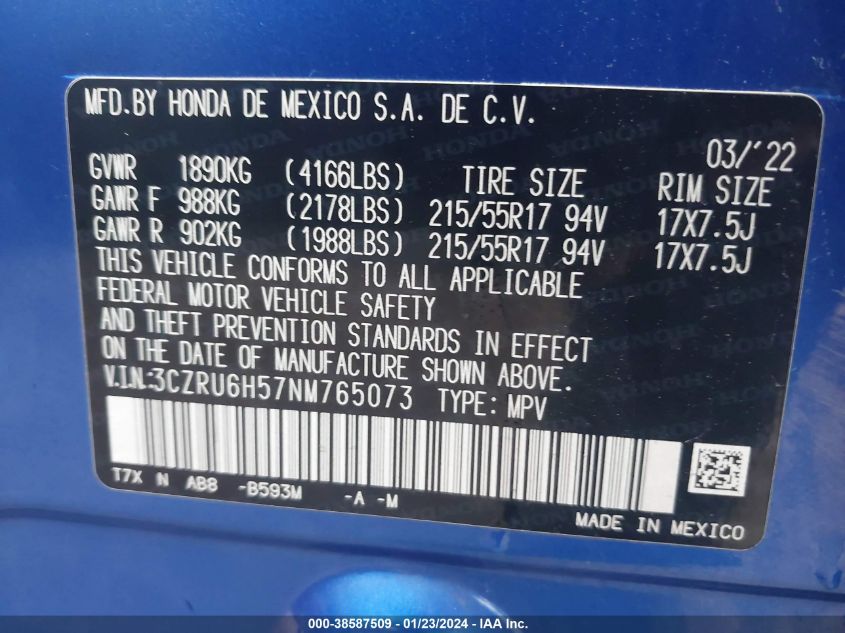 MFD.BY HONDA DE MEXICO S.A. DE C.V.
03/'22
GVWR 1890KG (4166LBS) TIRE SIZE RIM SIZE
GAWR F 988KG (2178LBS) 215/55R17 94V 17X7.5J
GAWR R 902KG (1988LBS) 215/55R17 94V 17X7.5J
THIS VEHICLE CONFORMS TO ALL APPLICABLE
FEDERAL MOTOR VEHICLE SAFETY
AND THEFT PREVENTION STANDARDS IN EFFECT
ON THE DATE OF MANUFACTURE SHOWN ABOVE.
V.I.N.:3CZRU6H57NM765073 TYPE: MPV
T7X N AB8 -B593M -A -M
MADE IN MEXICO
000-38587509 - 01/23/2024 - IAA INC.